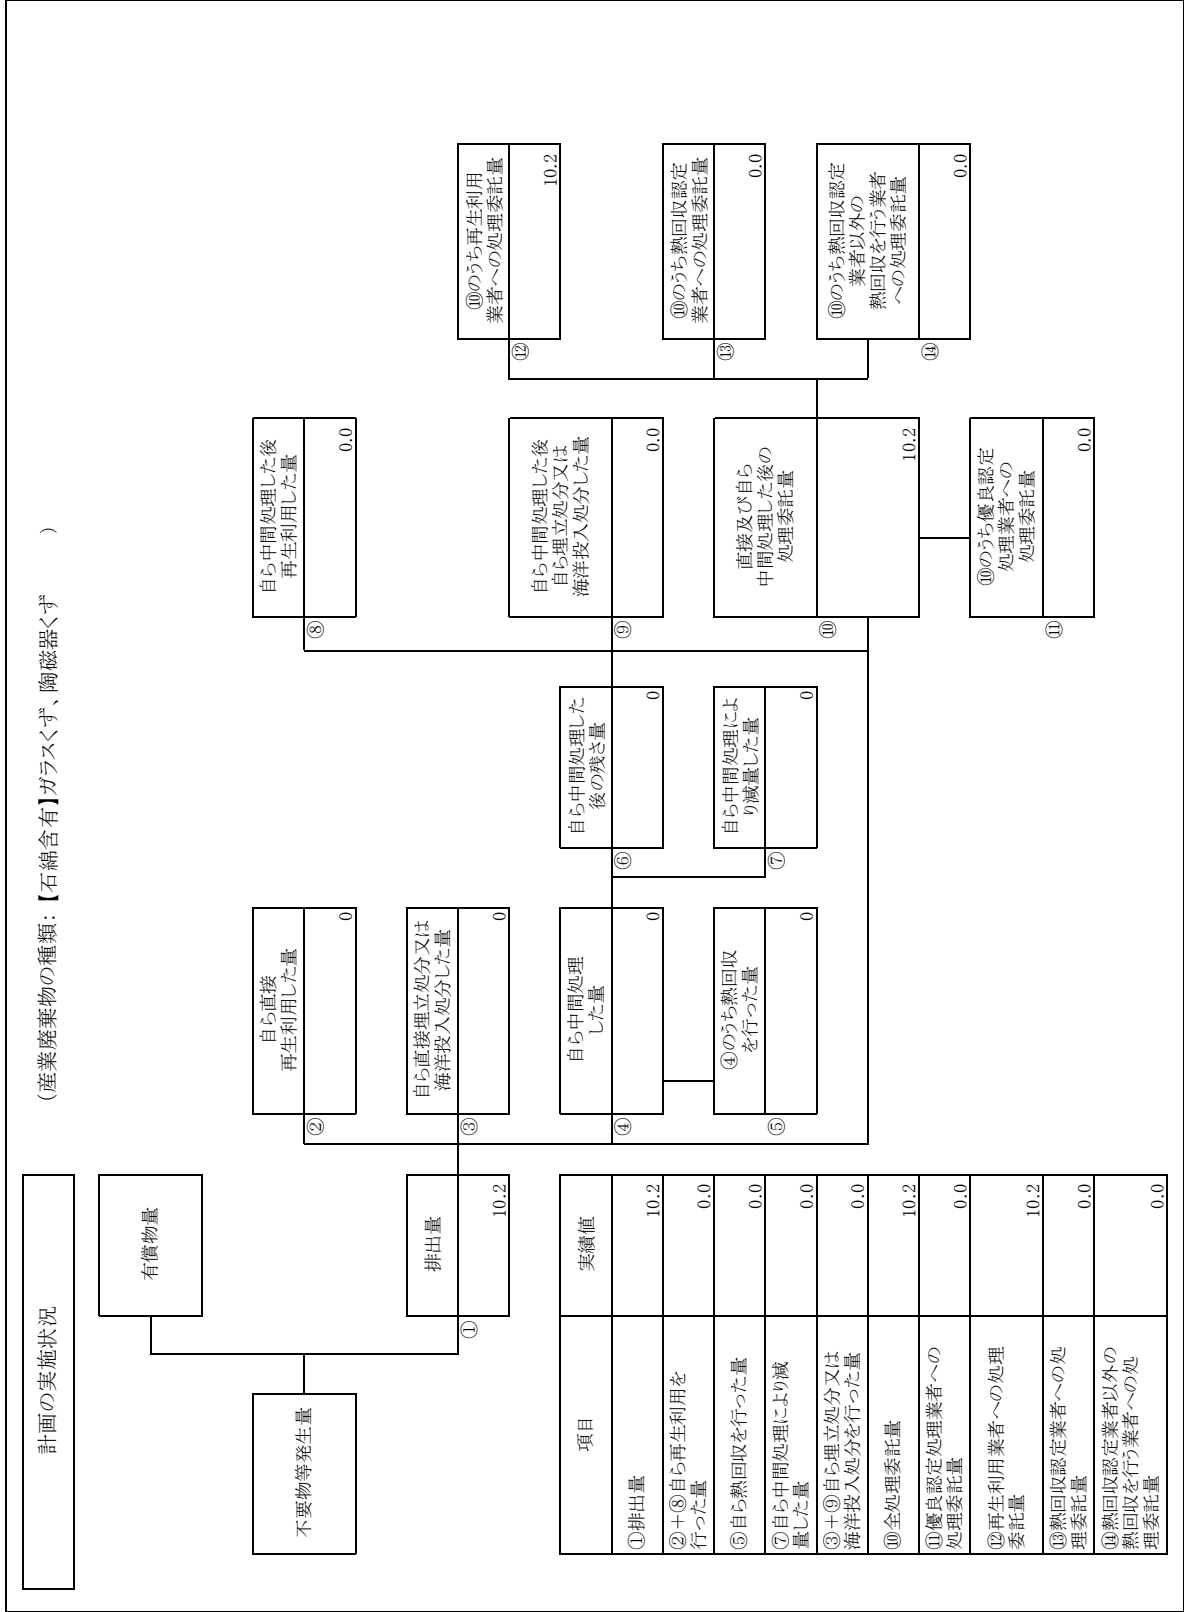 計画の実施状況
(産業廃棄物の種類：【石綿含有】ガラスくず、陶磁器くず )
不要物等発生量
有償物量
排出量
①
10.2
自ら直接
再生利用した量
②
0
自ら直接埋立処分又は
海洋投入処分した量
③
0
自ら中間処理
した量
④
0
④のうち熱回収
を行った量
⑤
0
自ら中間処理した
後の残さ量
⑥
0
自ら中間処理によ
り減量した量
⑦
0
自ら中間処理した後
再生利用した量
⑧
0.0
自ら中間処理した後
自ら埋立処分又は
海洋投入処分した量
⑨
0.0
直接及び自ら
中間処理した後の
処理委託量
⑩
10.2
⑩のうち優良認定
処理業者への
処理委託量
⑪
0.0
⑩のうち再生利用
業者への処理委託量
⑫
10.2
⑩のうち熱回収認定
業者への処理委託量
⑬
0.0
⑩のうち熱回収認定
業者以外の
熱回収を行う業者
への処理委託量
⑭
0.0
項目 実績値
①排出量 10.2
②＋⑧自ら再生利用を
行った量 0.0
⑤自ら熱回収を行った量 0.0
⑦自ら中間処理により減
量した量 0.0
③＋⑨自ら埋立処分又は
海洋投入処分を行った量 0.0
⑩全処理委託量 10.2
⑪優良認定処理業者への
処理委託量 0.0
⑫再生利用業者への処理
委託量 10.2
⑬熱回収認定業者への処
理委託量 0.0
⑭熱回収認定業者以外の
熱回収を行う業者への処
理委託量 0.0